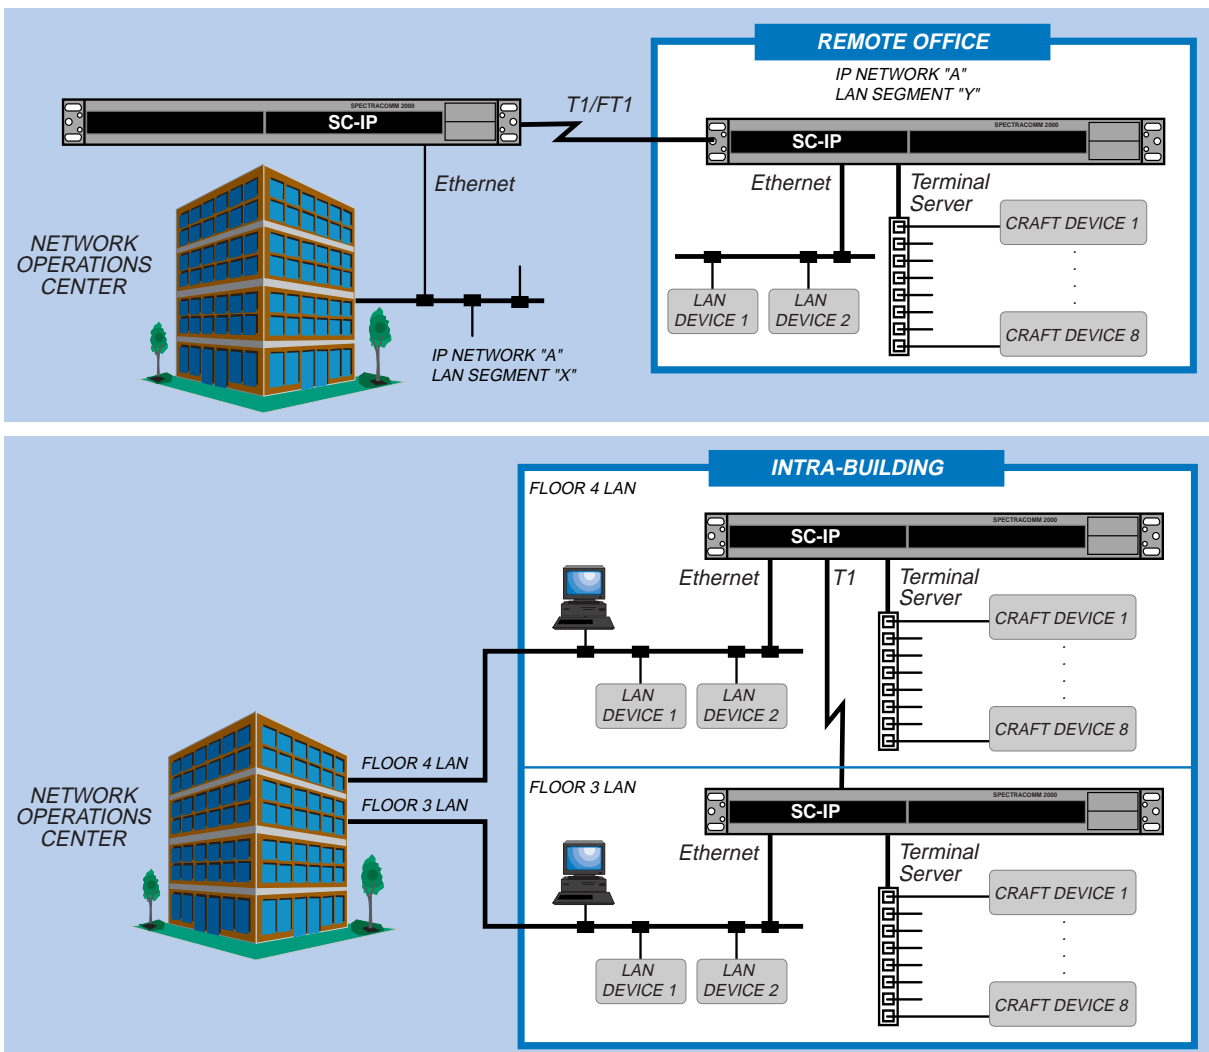 REMOTE OFFICE
IP NETWORK "A"
LAN SEGMENT "Y"
SPECTRACOMM 2000
SC-IP
T1/FT1
SPECTRACOMM 2000
SC-IP
Ethernet
Ethernet
Terminal
Server
CRAFT DEVICE 1
.
.
.
.
CRAFT DEVICE 8
LAN
DEVICE 1
LAN
DEVICE 2
NETWORK
OPERATIONS
CENTER
IP NETWORK "A"
LAN SEGMENT "X"
INTRA-BUILDING
FLOOR 4 LAN
SPECTRACOMM 2000
SC-IP
Ethernet
T1
Terminal
Server
CRAFT DEVICE 1
.
.
.
.
CRAFT DEVICE 8
LAN
DEVICE 1
LAN
DEVICE 2
FLOOR 4 LAN
FLOOR 3 LAN
NETWORK
OPERATIONS
CENTER
FLOOR 3 LAN
SPECTRACOMM 2000
SC-IP
Ethernet
Terminal
Server
CRAFT DEVICE 1
.
.
.
.
CRAFT DEVICE 8
LAN
DEVICE 1
LAN
DEVICE 2